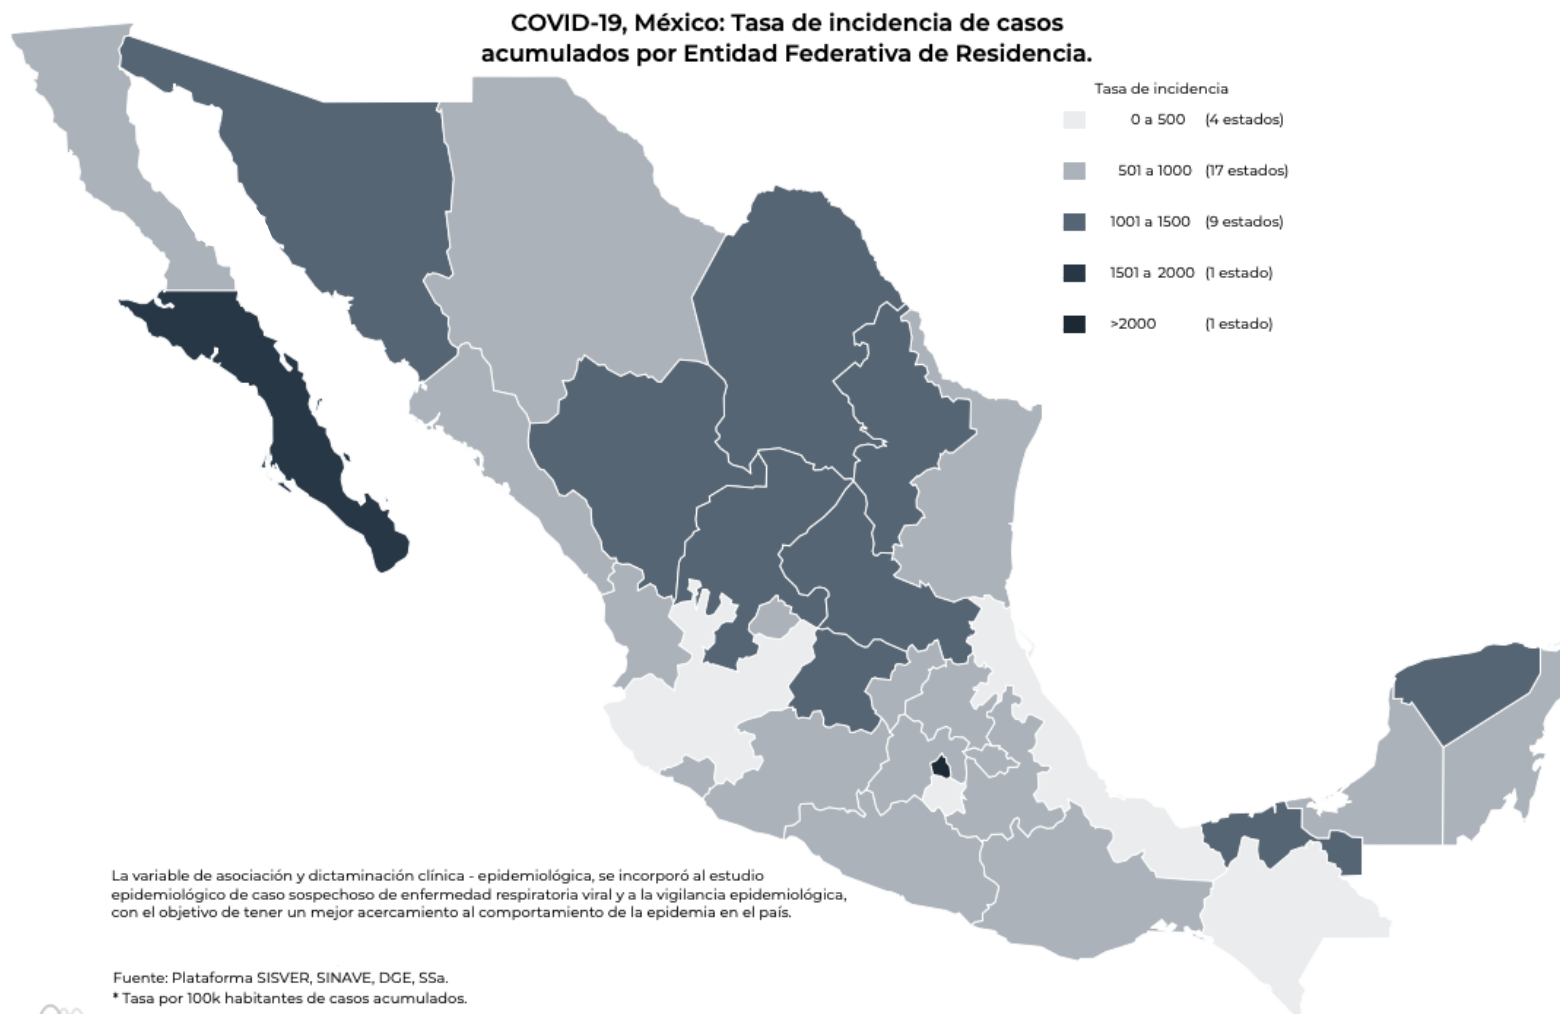 COVID-19, México: Tasa de incidencia de casos
acumulados por Entidad Federativa de Residencia.
Tasa de incidencia
0 a 500 (4 estados)
501 a 1000 (17 estados)
1001 a 1500 (9 estados)
1501 a 2000 (1 estado)
>2000 (1 estado)
La variable de asociación y dictaminación clínica - epidemiológica, se incorporó al estudio
epidemiológico de caso sospechoso de enfermedad respiratoria viral y a la vigilancia epidemiológica,
con el objetivo de tener un mejor acercamiento al comportamiento de la epidemia en el país.
Fuente: Plataforma SISVER, SINAVE, DGE, SSa.
* Tasa por 100k habitantes de casos acumulados.